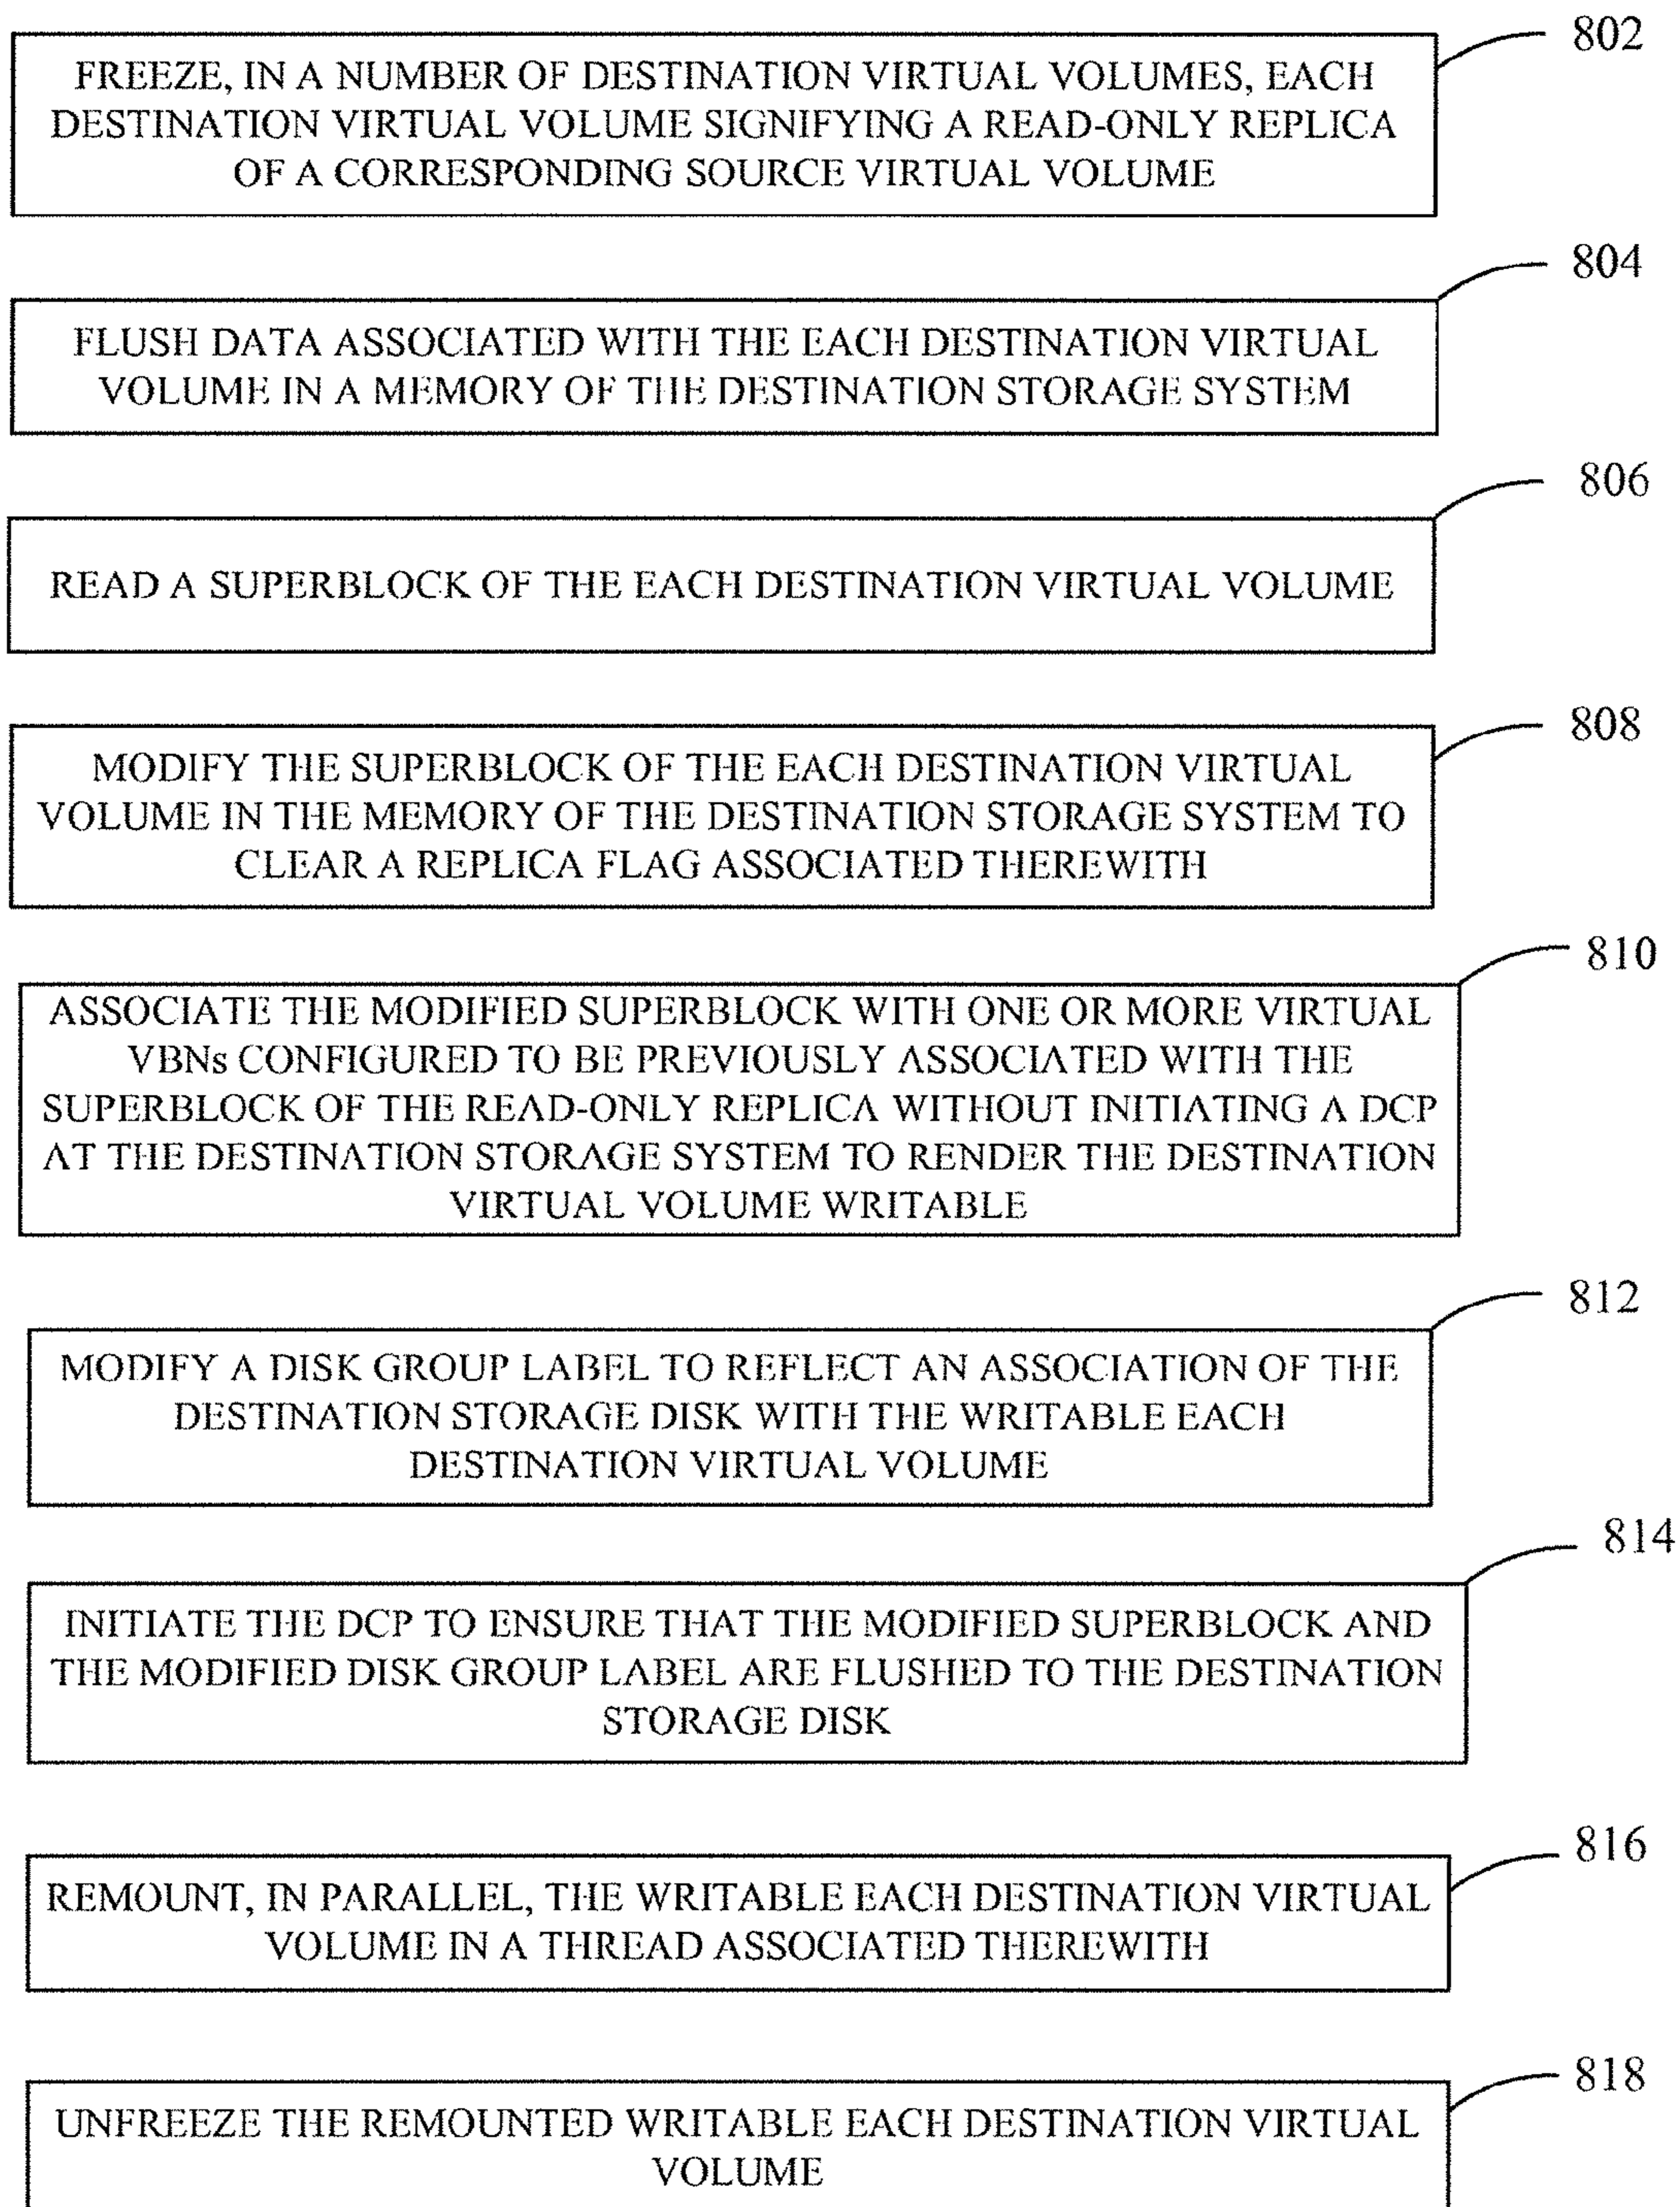 802
FREEZE, IN A NUMBER OF DESTINATION VIRTUAL VOLUMES, EACH
DESTINATION VIRTUAL VOLUME SIGNIFYING A READ-ONLY REPLICA
OF A CORRESPONDING SOURCE VIRTUAL VOLUME
804
FLUSH DATA ASSOCIATED WITH THE EACH DESTINATION VIRTUAL
VOLUME IN A MEMORY OF THE DESTINATION STORAGE SYSTEM
806
READ A SUPERBLOCK OF THE EACH DESTINATION VIRTUAL VOLUME
808
MODIFY THE SUPERBLOCK OF THE EACH DESTINATION VIRTUAL
VOLUME IN THE MEMORY OF THE DESTINATION STORAGE SYSTEM TO
CLEAR A REPLICA FLAG ASSOCIATED THEREWITH
810
ASSOCIATE THE MODIFIED SUPERBLOCK WITH ONE OR MORE VIRTUAL
VBNs CONFIGURED TO BE PREVIOUSLY ASSOCIATED WITH THE
SUPERBLOCK OF THE READ-ONLY REPLICA WITHOUT INITIATING A DCP
AT THE DESTINATION STORAGE SYSTEM TO RENDER THE DESTINATION
VIRTUAL VOLUME WRITABLE
812
MODIFY A DISK GROUP LABEL TO REFLECT AN ASSOCIATION OF THE
DESTINATION STORAGE DISK WITH THE WRITABLE EACH
DESTINATION VIRTUAL VOLUME
814
INITIATE THE DCP TO ENSURE THAT THE MODIFIED SUPERBLOCK AND
THE MODIFIED DISK GROUP LABEL ARE FLUSHED TO THE DESTINATION
STORAGE DISK
816
REMOUNT, IN PARALLEL, THE WRITABLE EACH DESTINATION VIRTUAL
VOLUME IN A THREAD ASSOCIATED THEREWITH
818
UNFREEZE THE REMOUNTED WRITABLE EACH DESTINATION VIRTUAL
VOLUME